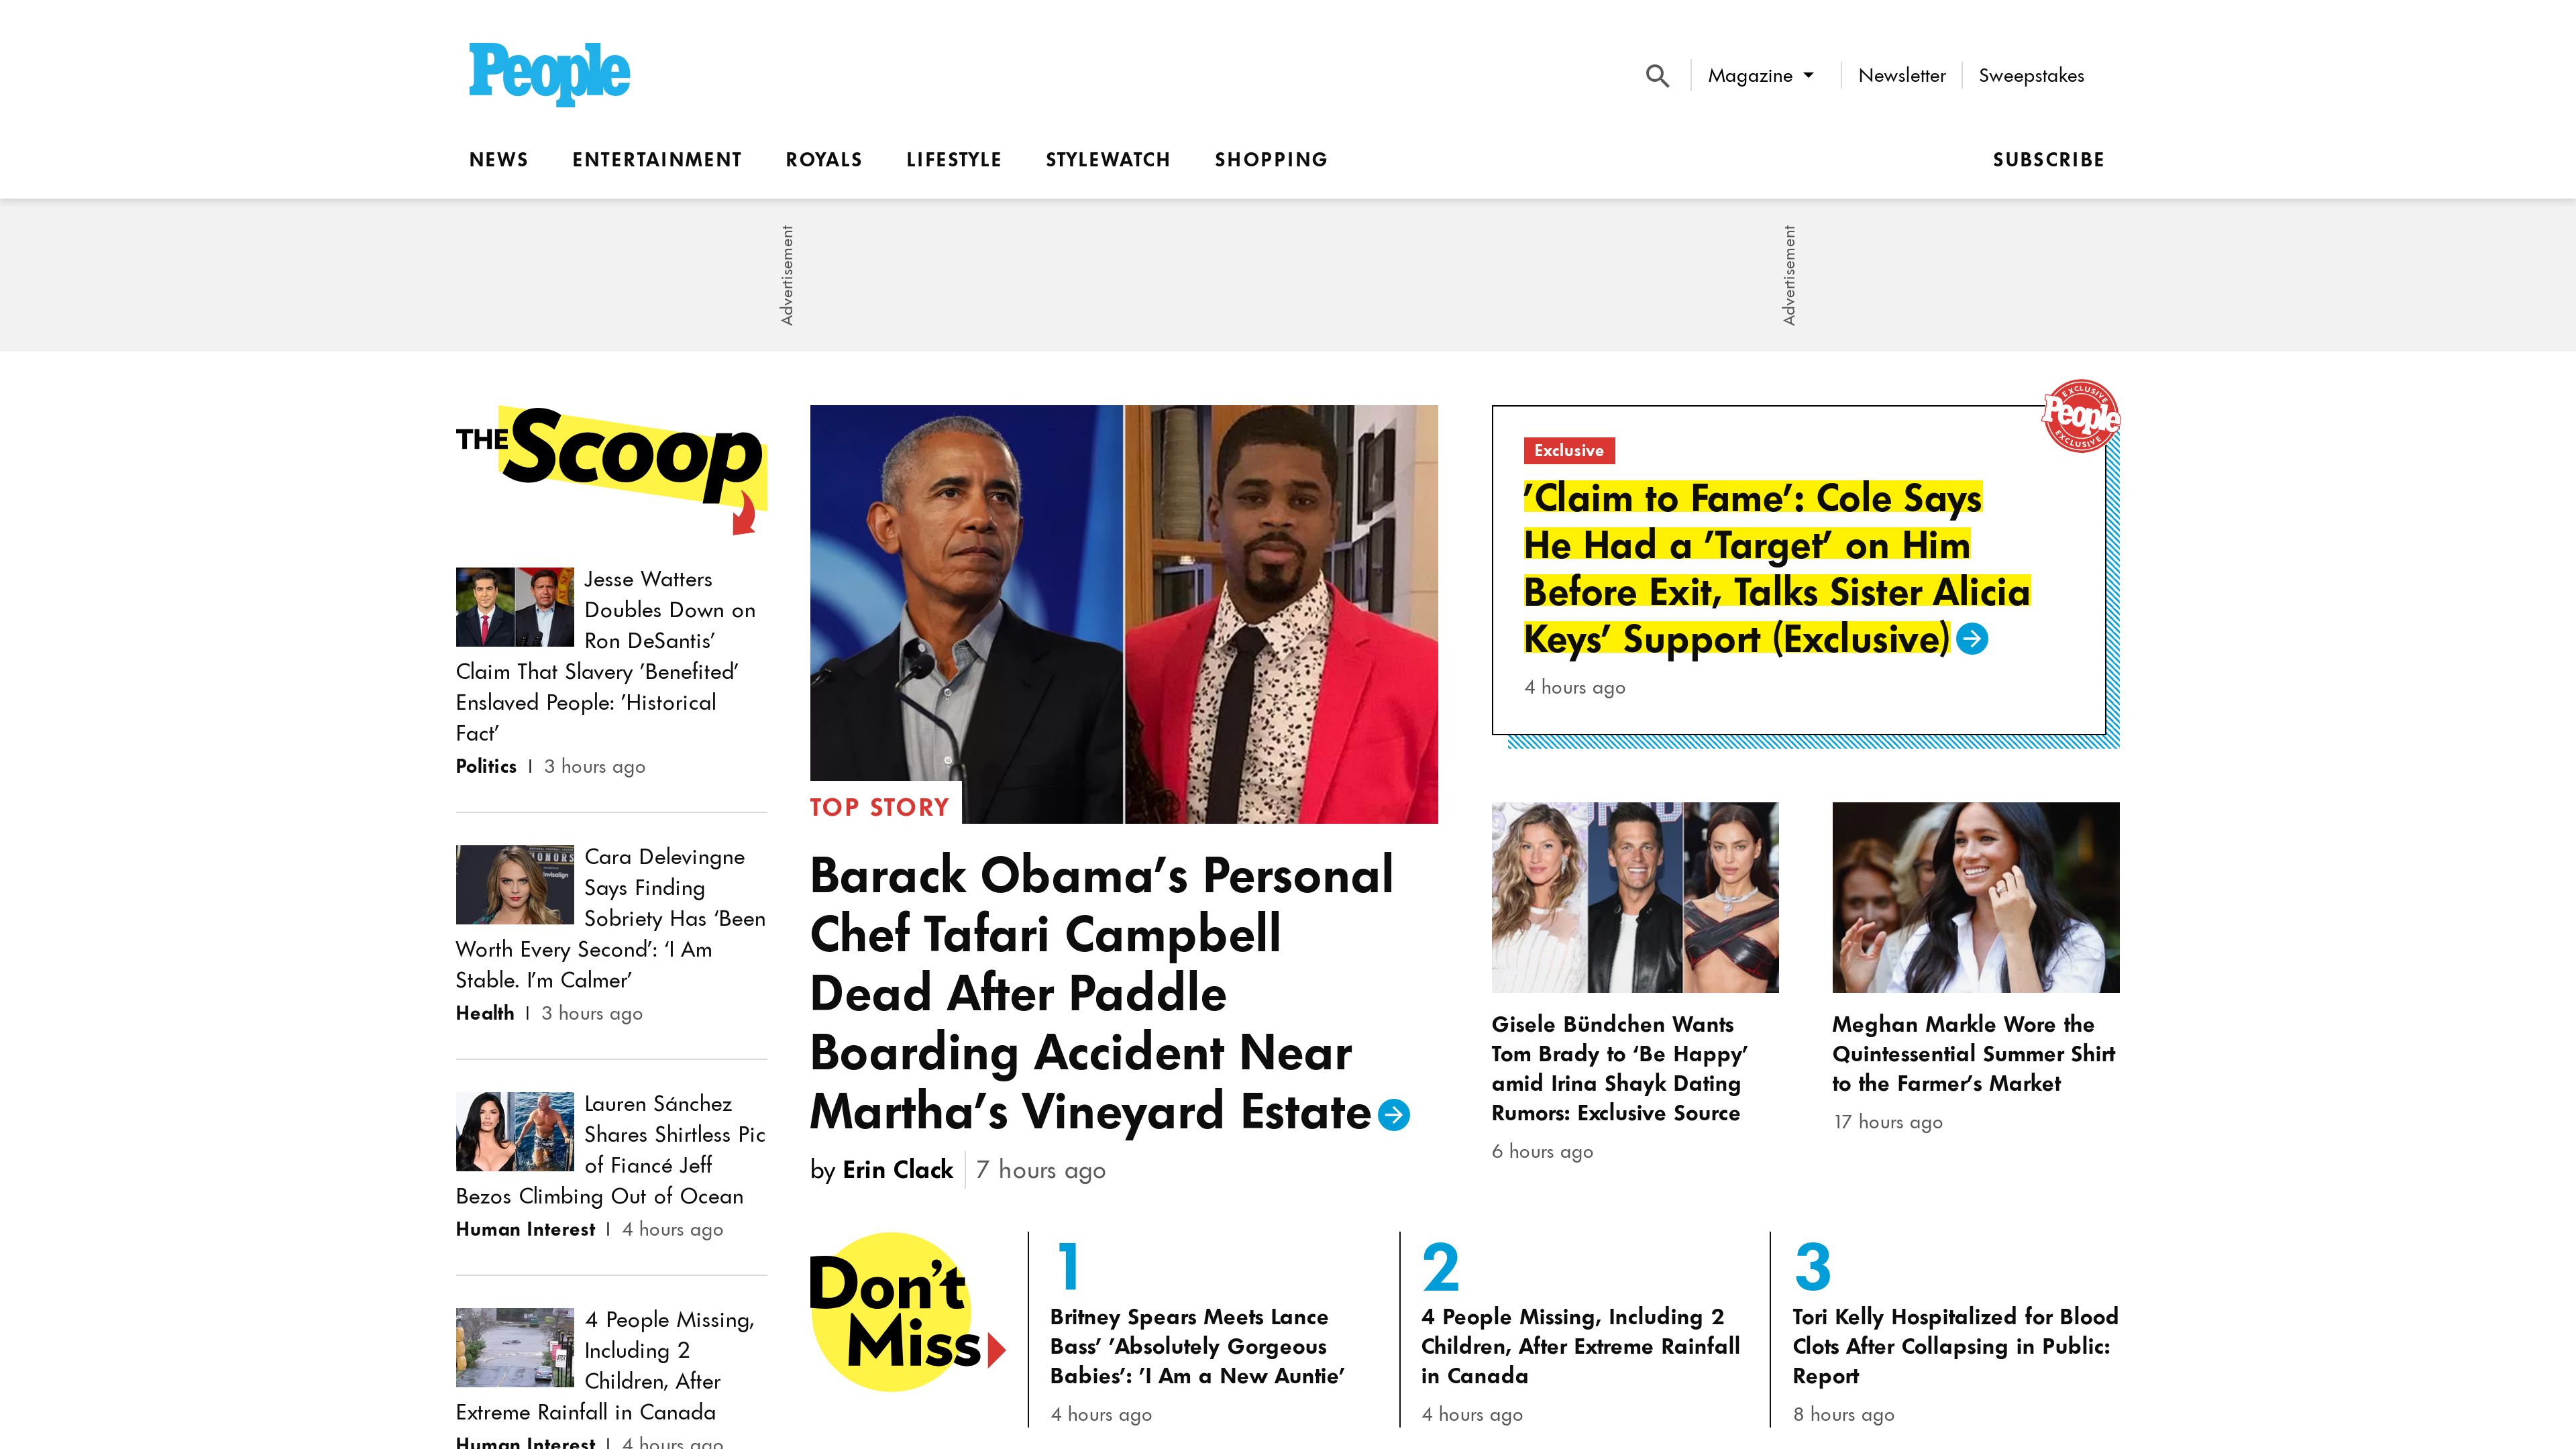 People
Magazine
Newsletter
Sweepstakes
NEWS
ENTERTAINMENT
ROYALS
LIFESTYLE
STYLEWATCH
SHOPPING
SUBSCRIBE
Advertisement
Advertisement
THE Scoop
Jesse Watters
Doubles Down on
Ron DeSantis'
Claim That Slavery 'Benefited'
Enslaved People: 'Historical
Fact'
Politics | 3 hours ago
HONORS
invisalign
Cara Delevingne
Says Finding
Sobriety Has ‘Been
Worth Every Second’: ‘I Am
Stable. I’m Calmer’
Health | 3 hours ago
Lauren Sánchez
Shares Shirtless Pic
of Fiancé Jeff
Bezos Climbing Out of Ocean
Human Interest | 4 hours ago
4 People Missing,
Including 2
Children, After
Extreme Rainfall in Canada
Human Interest | 4 hours ago
TOP STORY
Barack Obama’s Personal
Chef Tafari Campbell
Dead After Paddle
Boarding Accident Near
Martha’s Vineyard Estate
by Erin Clack | 7 hours ago
EXCLUSIVE
People
EXCLUSIVE
Exclusive
'Claim to Fame': Cole Says
He Had a 'Target' on Him
Before Exit, Talks Sister Alicia
Keys' Support (Exclusive)
4 hours ago
Gisele Bündchen Wants
Tom Brady to ‘Be Happy’
amid Irina Shayk Dating
Rumors: Exclusive Source
6 hours ago
Meghan Markle Wore the
Quintessential Summer Shirt
to the Farmer’s Market
17 hours ago
Don’t
Miss
1
Britney Spears Meets Lance
Bass' 'Absolutely Gorgeous
Babies': 'I Am a New Auntie'
4 hours ago
2
4 People Missing, Including 2
Children, After Extreme Rainfall
in Canada
4 hours ago
3
Tori Kelly Hospitalized for Blood
Clots After Collapsing in Public:
Report
8 hours ago